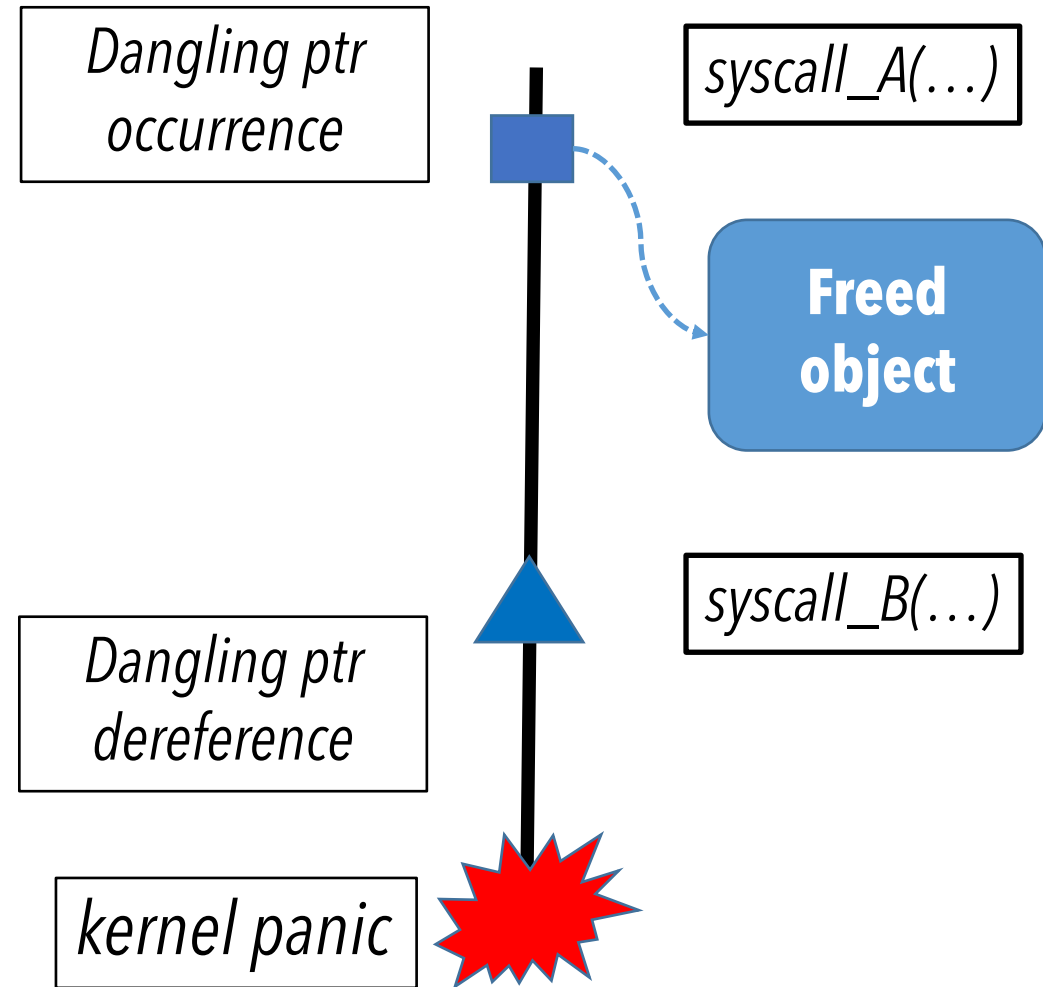 Dangling ptr
occurrence
syscall_A(...)
Freed
object
syscall_B(...)
Dangling ptr
dereference
kernel panic